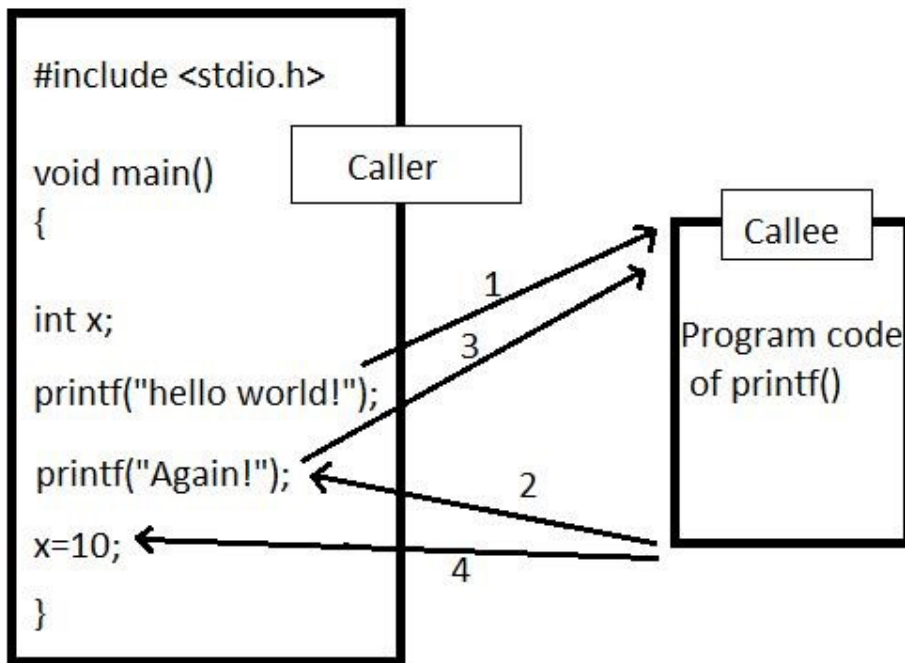 #include <stdio.h>
void main()
{
int x;
printf("hello world!");
printf("Again!");
x=10;
}
Caller
1
3
2
4
Callee
Program code
of printf()